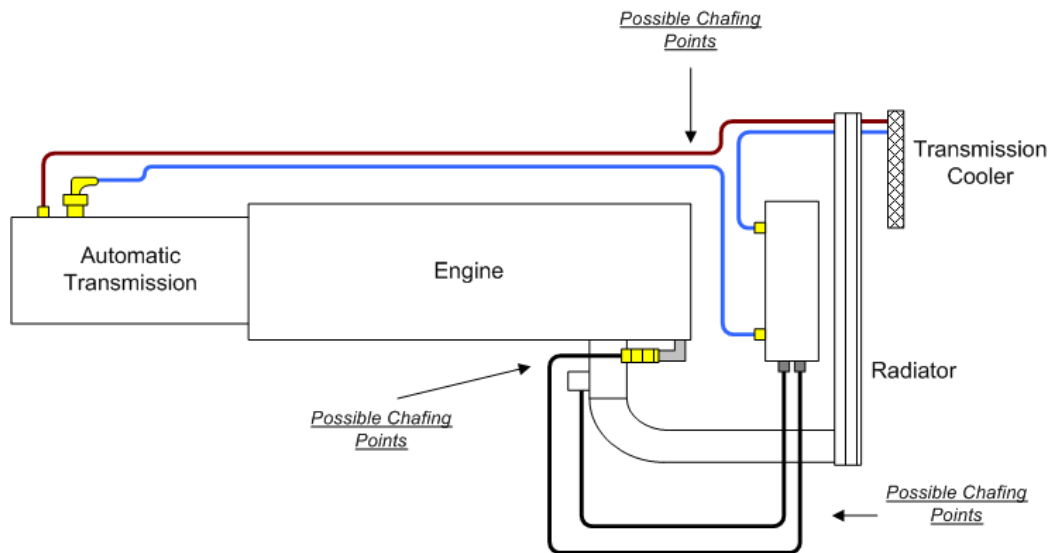 Possible Chafing
Points
Transmission
Cooler
Automatic
Transmission
Engine
Radiator
Possible Chafing
Points
Possible Chafing
Points